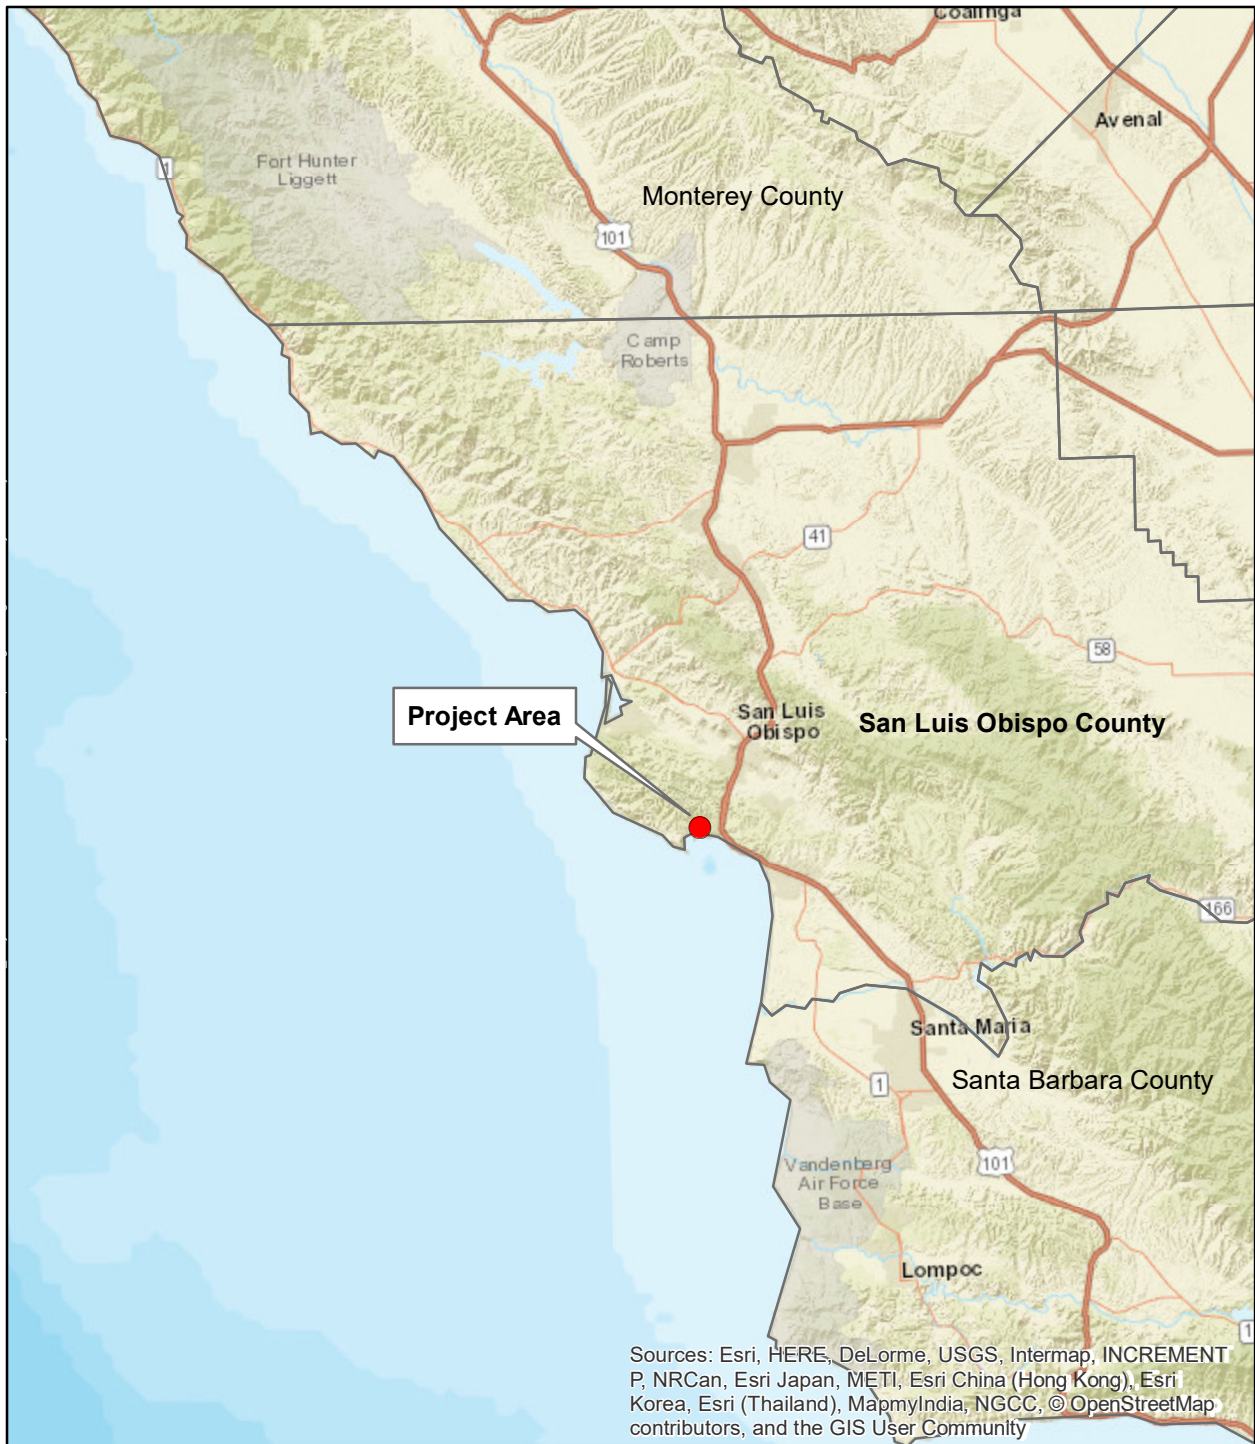 Coalinga
Avenal
1
Fort Hunter
Liggett
Monterey County
101
Camp
Roberts
41
58
Project Area
San Luis
Obispo
San Luis Obispo County
166
Santa Maria
1
Santa Barbara County
101
Vandenberg
Air Force
Base
Lompoc
1
Sources: Esri, HERE, DeLorme, USGS, Intermap, INCREMENT
P, NRCan, Esri Japan, METI, Esri China (Hong Kong), Esri
Korea, Esri (Thailand), MapmyIndia, NGCC, © OpenStreetMap
contributors, and the GIS User Community